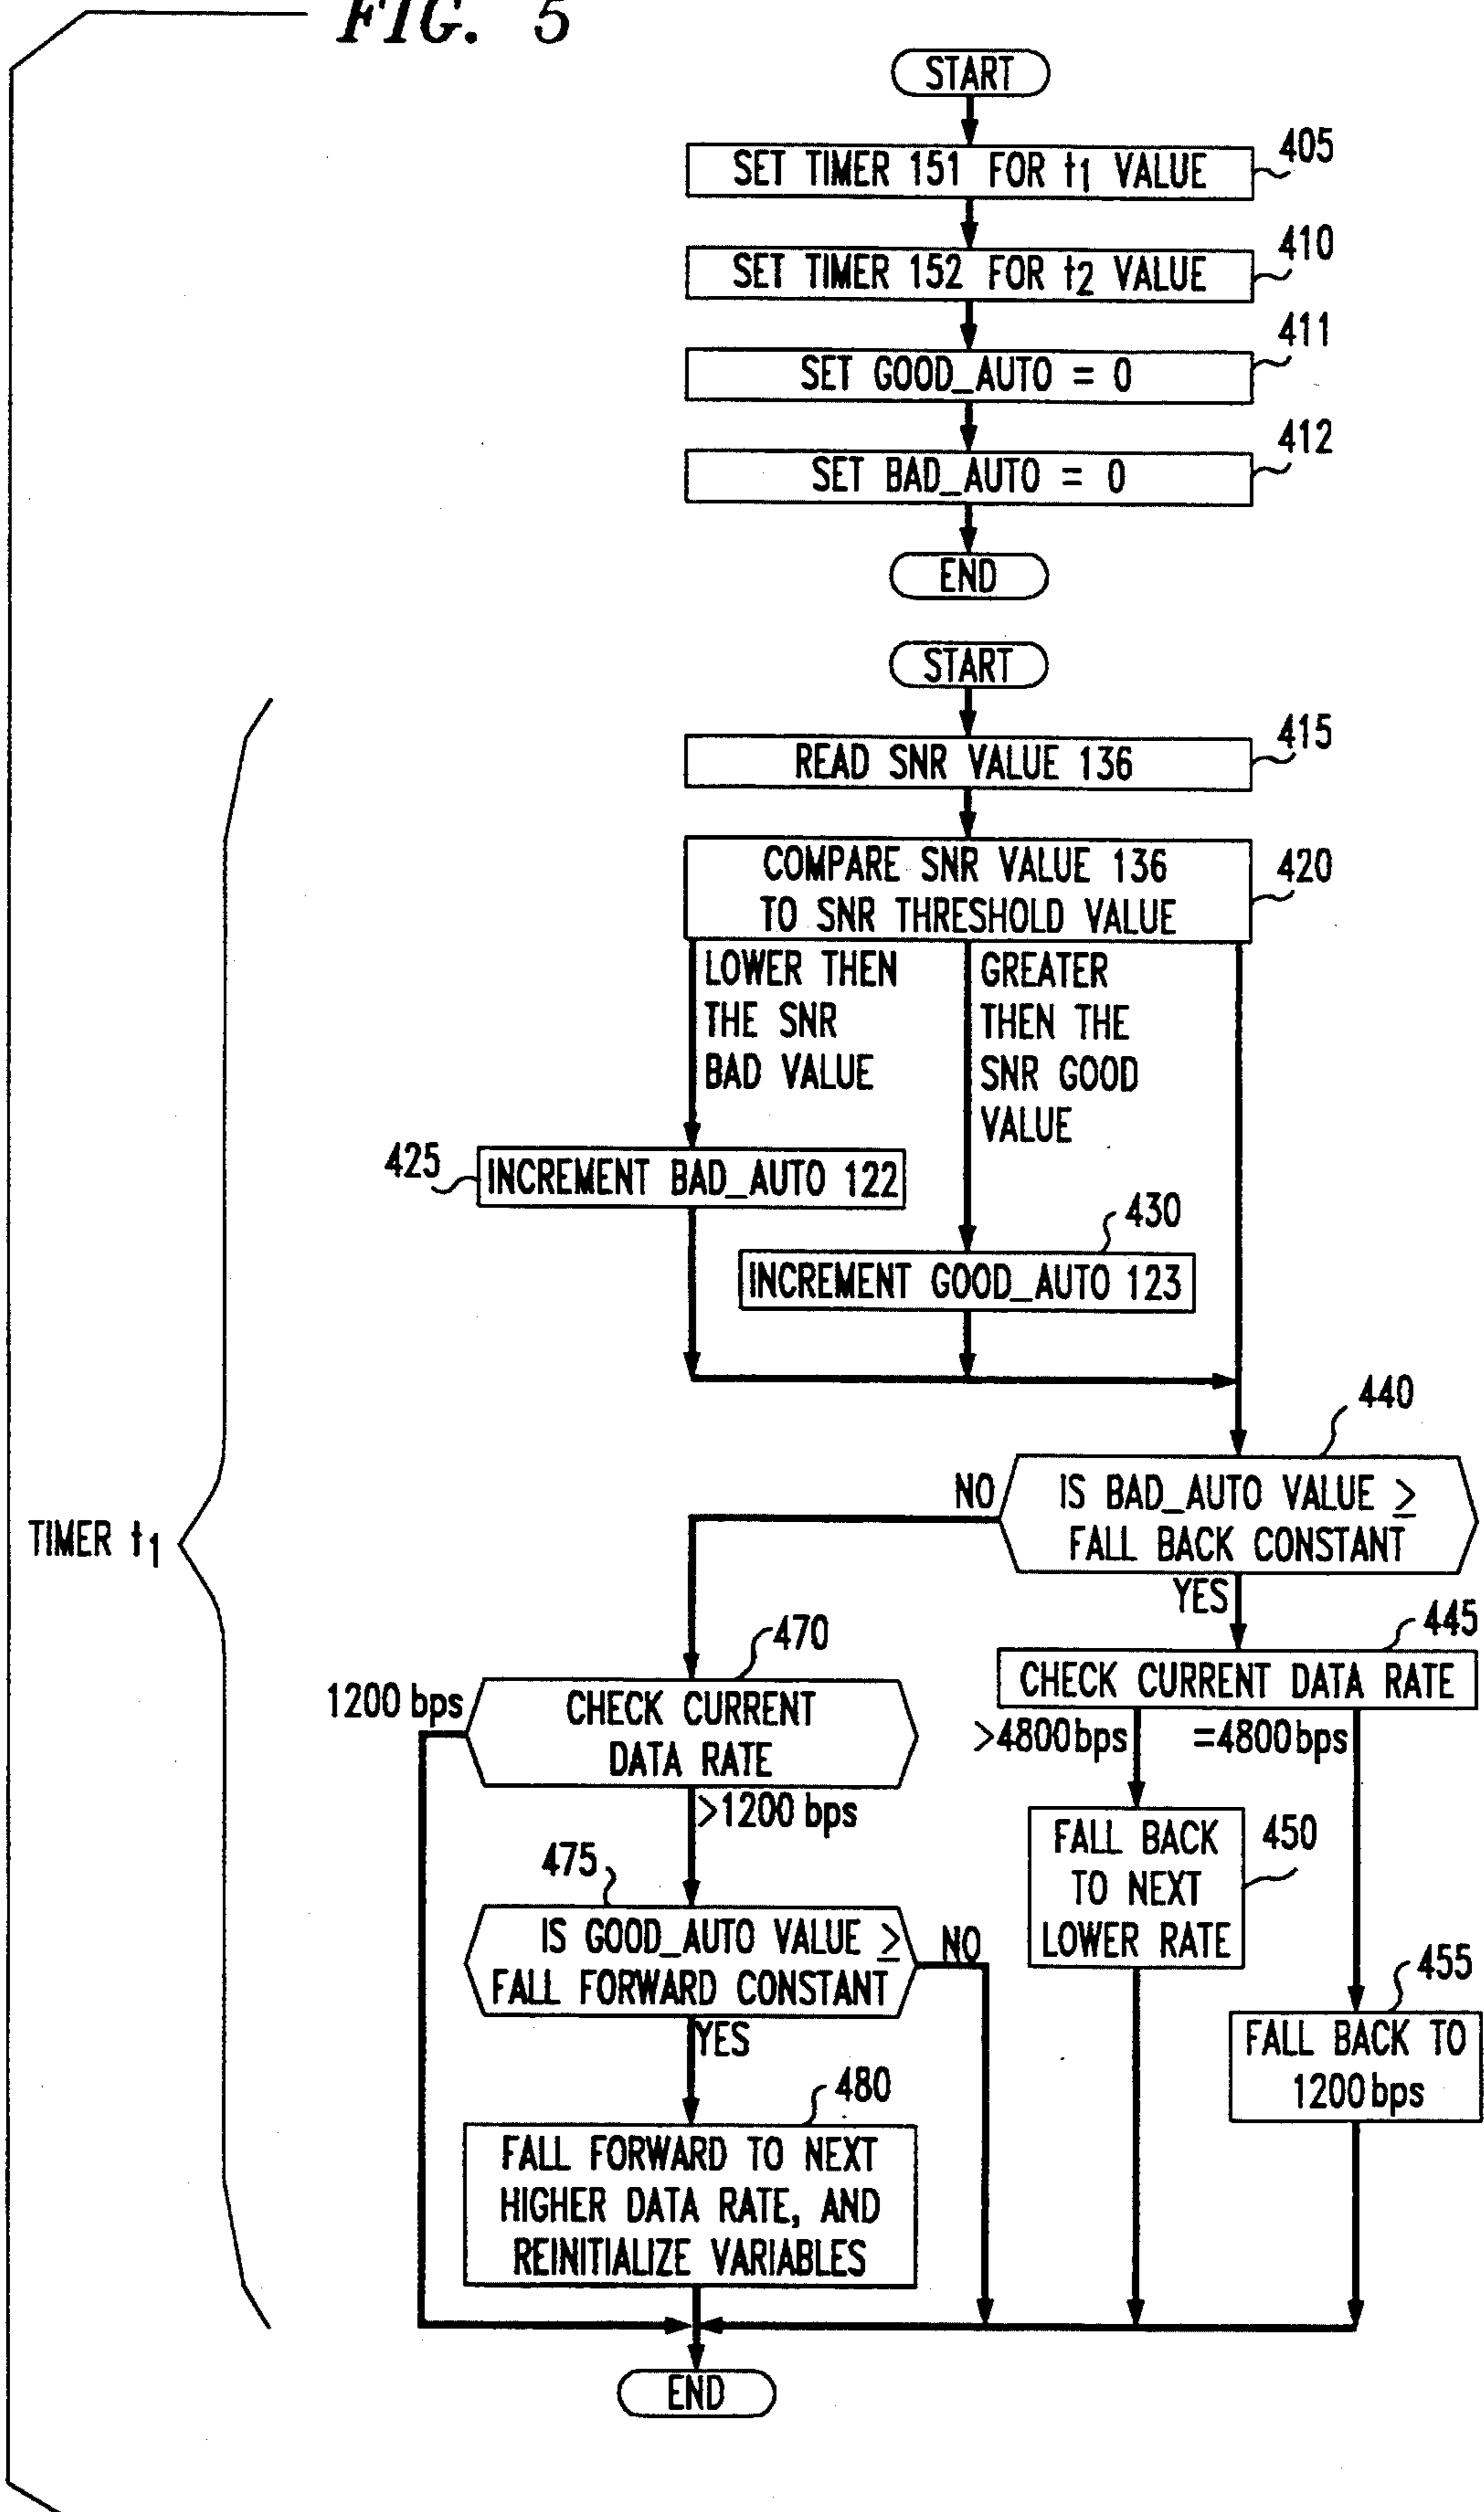 FIG. 5
START
SET TIMER 151 FOR t1 VALUE
405
SET TIMER 152 FOR t2 VALUE
410
SET GOOD_AUTO = 0
411
SET BAD_AUTO = 0
412
END
START
READ SNR VALUE 136
415
COMPARE SNR VALUE 136
TO SNR THRESHOLD VALUE
420
LOWER THEN
THE SNR
BAD VALUE
GREATER
THEN THE
SNR GOOD
VALUE
425
INCREMENT BAD_AUTO 122
430
INCREMENT GOOD_AUTO 123
440
IS BAD_AUTO VALUE ≥
FALL BACK CONSTANT
NO
YES
TIMER t1
470
CHECK CURRENT
DATA RATE
1200 bps
>1200 bps
445
CHECK CURRENT DATA RATE
>4800 bps
=4800 bps
475
IS GOOD_AUTO VALUE ≥
FALL FORWARD CONSTANT
NO
YES
FALL BACK
TO NEXT
LOWER RATE
450
455
FALL BACK TO
1200 bps
480
FALL FORWARD TO NEXT
HIGHER DATA RATE, AND
REINITIALIZE VARIABLES
END